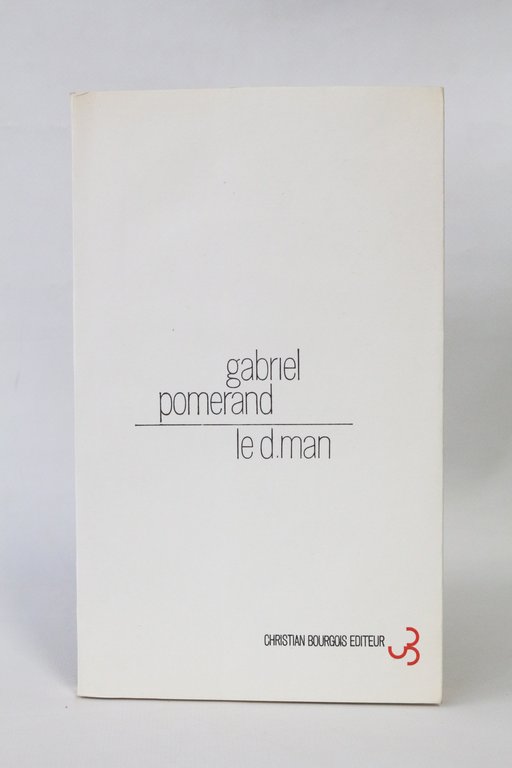 gabriel
pomerand
le d.man
CHRISTIAN BOURGOIS EDITEUR